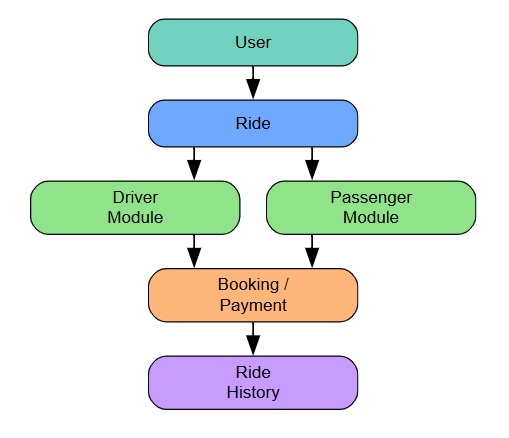 User
Ride
Driver
Module
Passenger
Module
Booking /
Payment
Ride
History